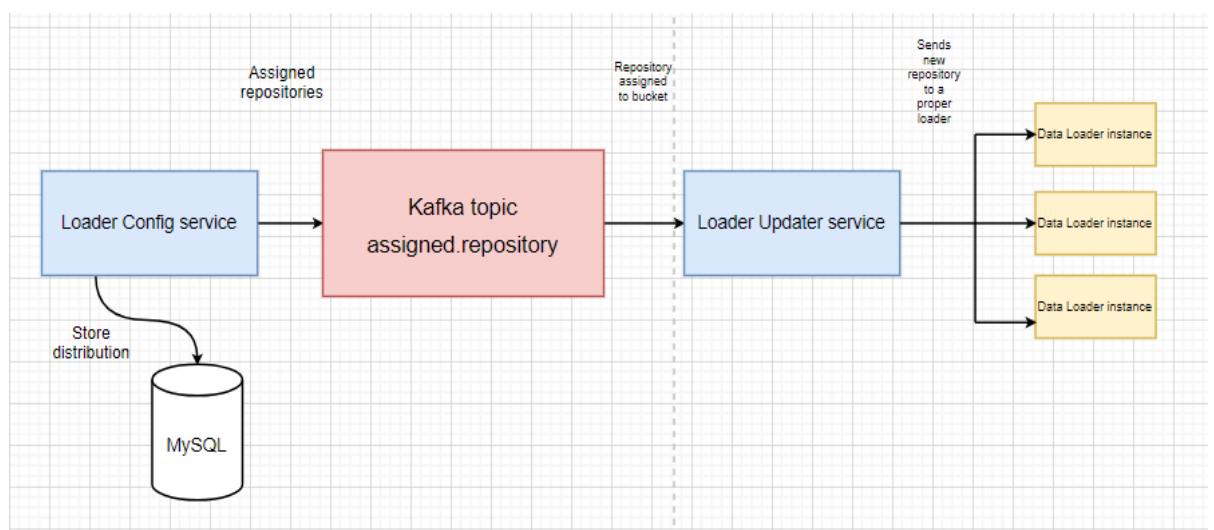 Assigned
repositories
Repository
assigned
to bucket
Sends
new
repository
to a
proper
loader
Loader Config service
Kafka topic
assigned.repository
Loader Updater service
Data Loader instance
Data Loader instance
Data Loader instance
Store
distribution
MySQL